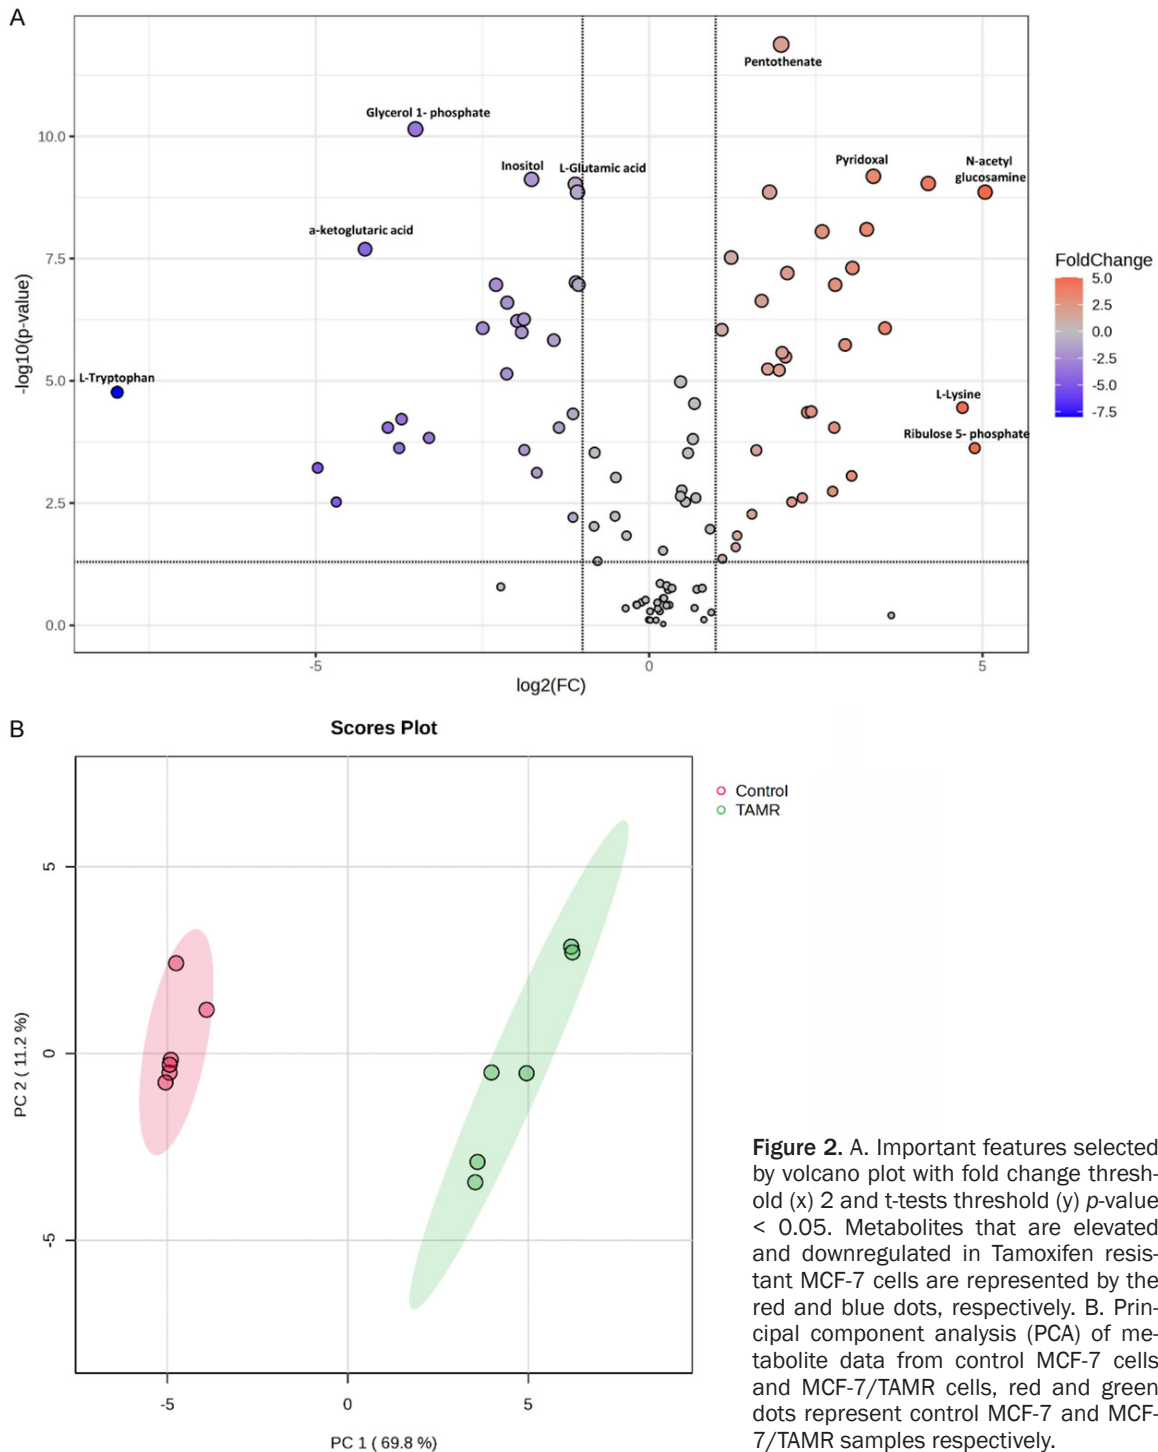 A
Pentothenate
Glycerol 1- phosphate
Inositol
L-Glutamic acid
Pyridoxal
N-acetyl
glucosamine
a-ketoglutaric acid
L-Tryptophan
L-Lysine
Ribulose 5- phosphate
10.0
7.5
5.0
2.5
0.0
-log10(p-value)
-5
0
5
log2(FC)
FoldChange
5.0
2.5
0.0
-2.5
-5.0
-7.5
B
Scores Plot
Control
TAMR
5
0
-5
PC 2 ( 11.2 %)
-5
0
5
PC 1 ( 69.8 %)
Figure 2. A. Important features selected
by volcano plot with fold change thresh-
old (x) 2 and t-tests threshold (y) p-value
< 0.05. Metabolites that are elevated
and downregulated in Tamoxifen resis-
tant MCF-7 cells are represented by the
red and blue dots, respectively. B. Prin-
cipal component analysis (PCA) of me-
tabolite data from control MCF-7 cells
and MCF-7/TAMR cells, red and green
dots represent control MCF-7 and MCF-
7/TAMR samples respectively.